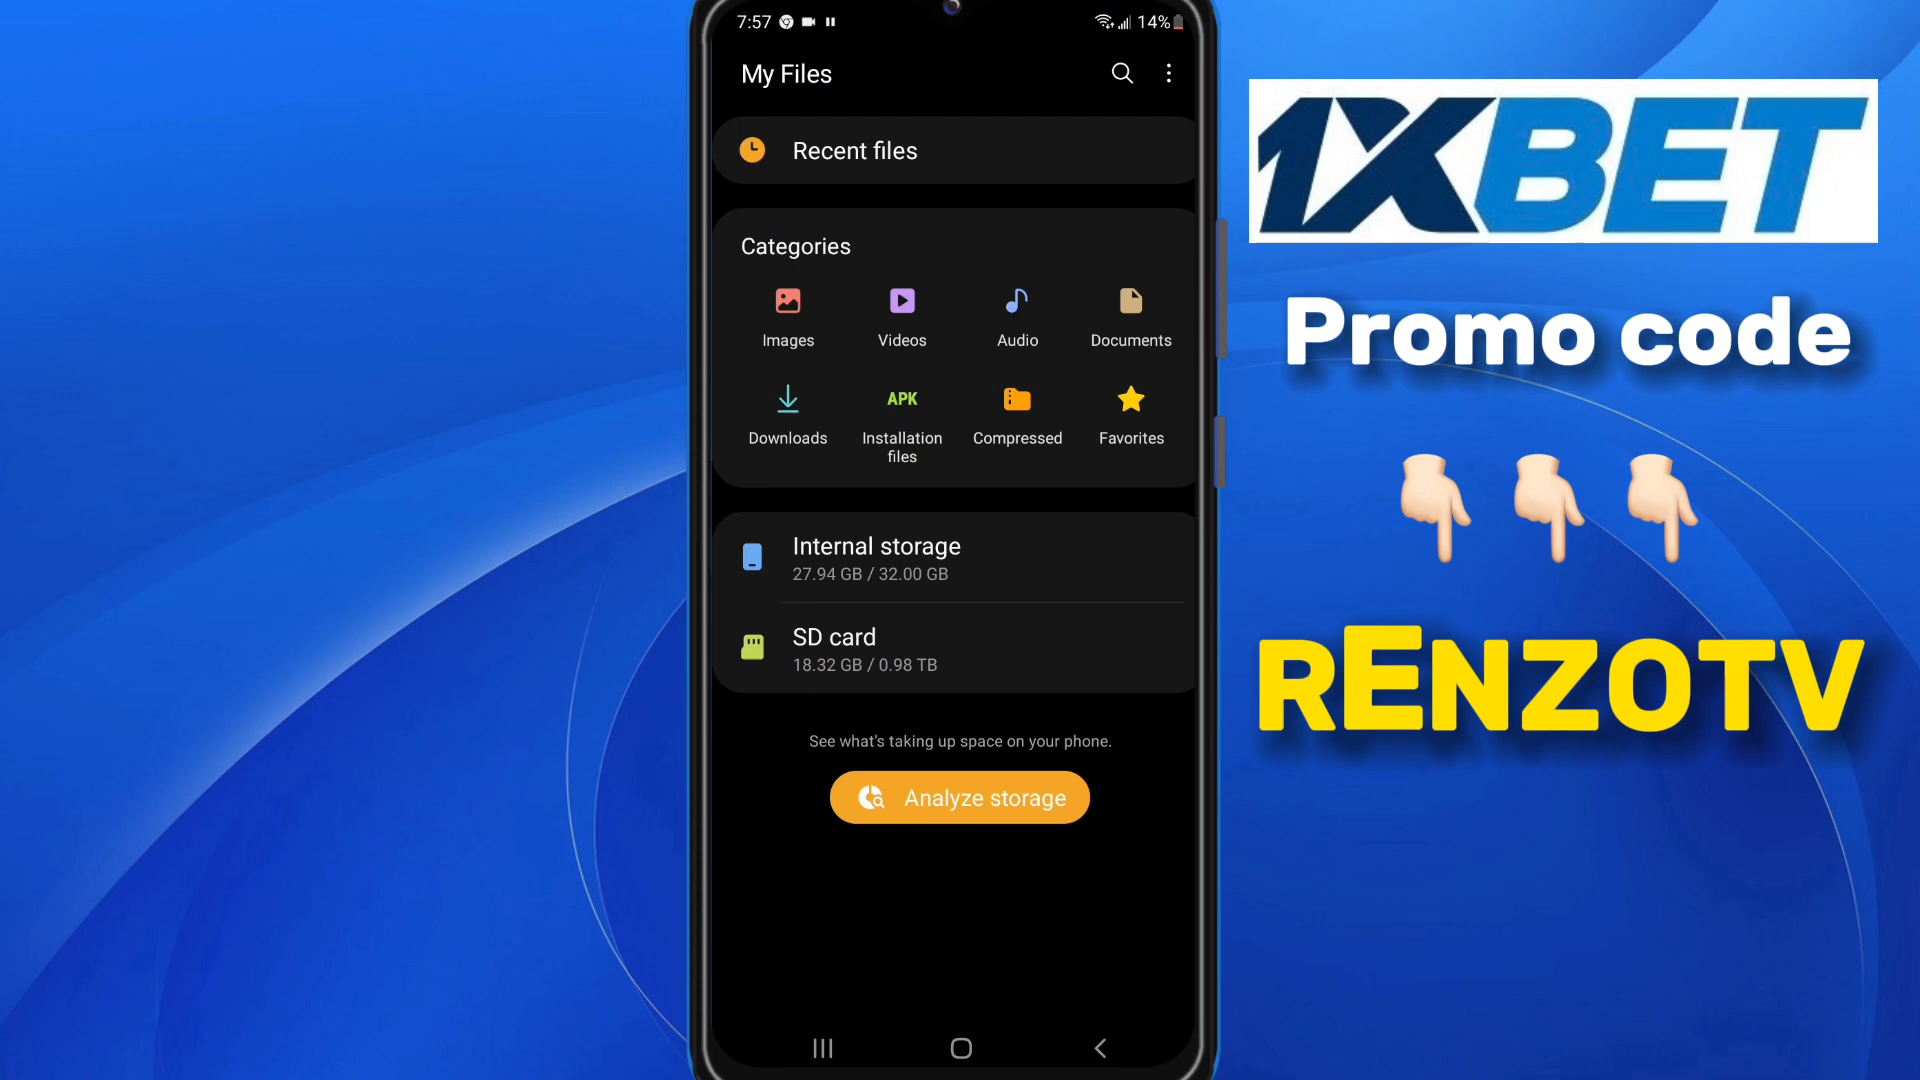 7:57
14%
My Files
Recent files
Categories
Images
Videos
Audio
Documents
Downloads
APK
Installation
files
Compressed
Favorites
Internal storage
27.94 GB / 32.00 GB
SD card
18.32 GB / 0.98 TB
See what's taking up space on your phone.
Analyze storage
1XBET
Promo code
RENZOTV